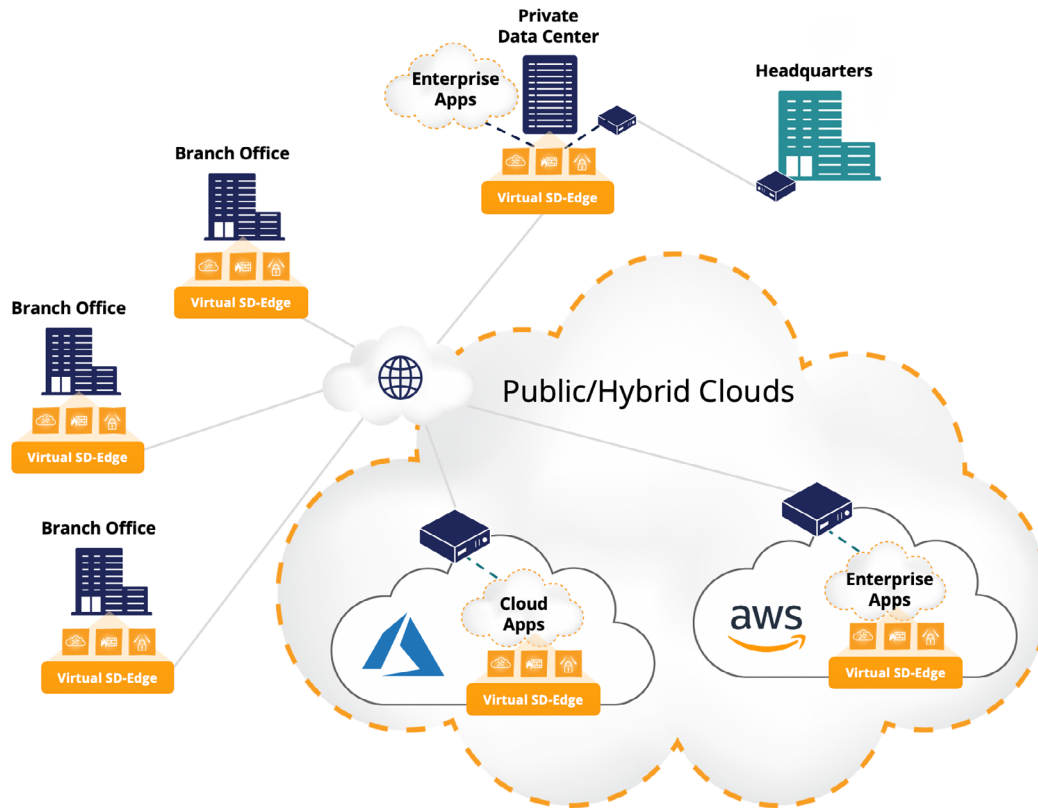 Private
Data Center
Enterprise
Apps
Headquarters
Virtual SD-Edge
Branch Office
Virtual SD-Edge
Branch Office
Virtual SD-Edge
Public/Hybrid Clouds
Branch Office
Virtual SD-Edge
Cloud
Apps
Virtual SD-Edge
aws
Enterprise
Apps
Virtual SD-Edge